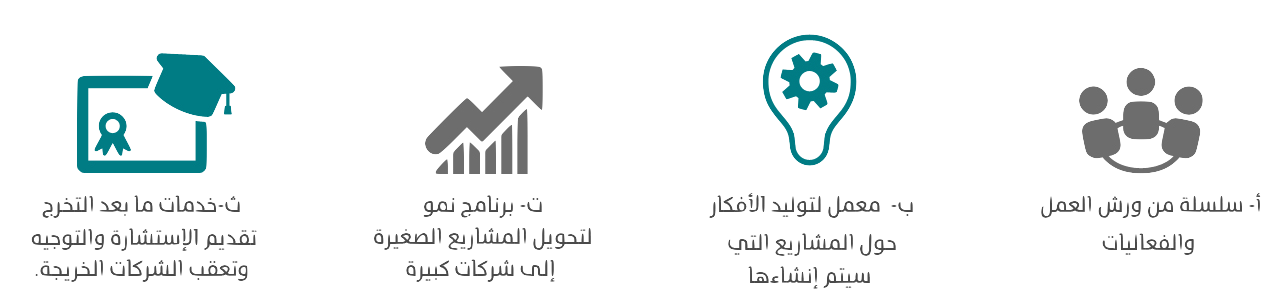 أ- سلسلة من ورش العمل
والفعاليات
ب- معمل لتوليد الأفكار
حول المشاريع التي
سيتم إنشاءها
ت- برنامج نمو
لتحويل المشاريع الصغيرة
إلى شركات كبيرة
ث-خدمات ما بعد التخرج
تقديم الإستشارة والتوجيه
وتعقب الشركات الخريجة.